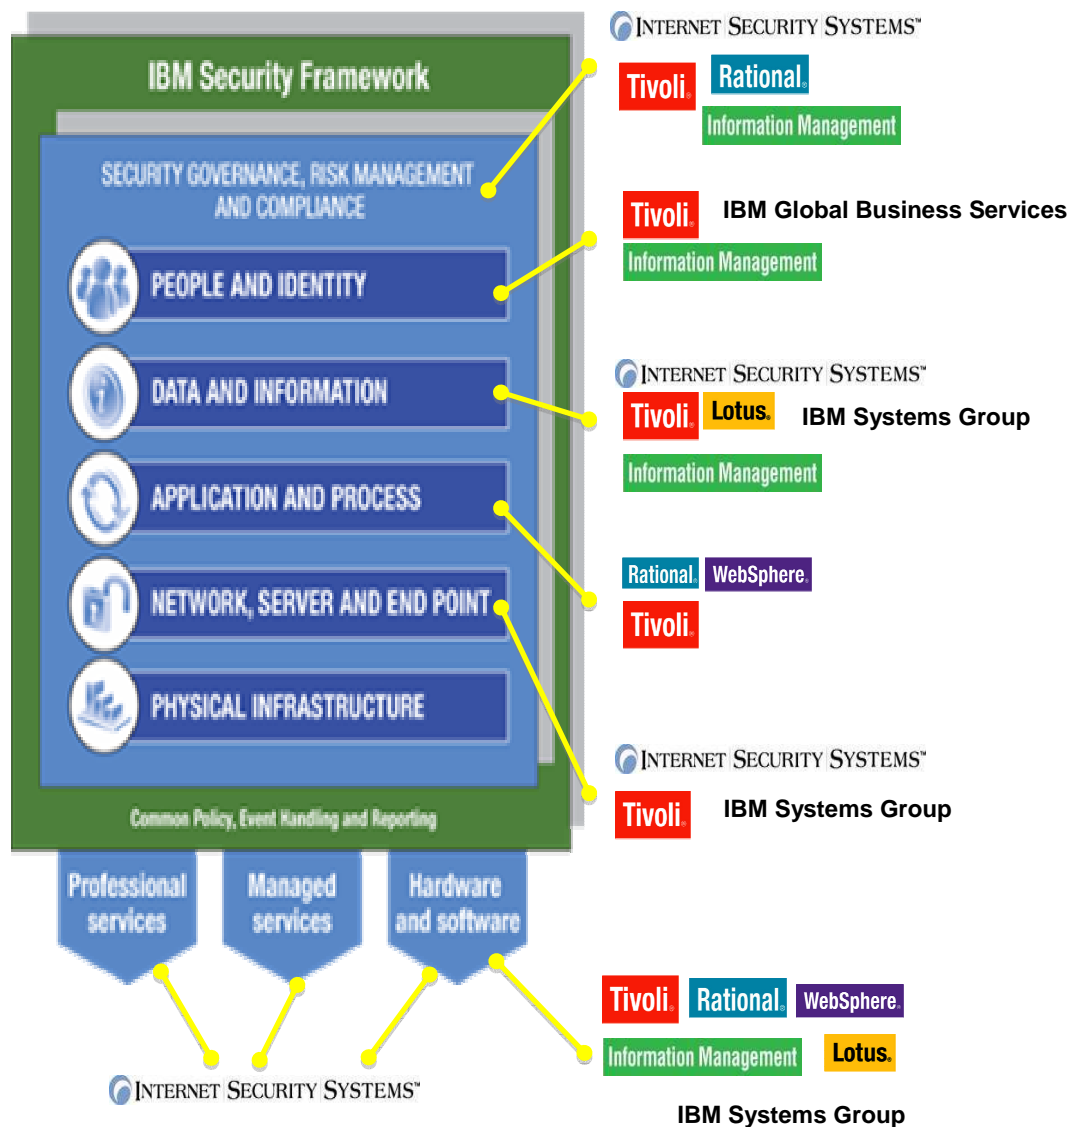 IBM Security Framework
SECURITY GOVERNANCE, RISK MANAGEMENT
AND COMPLIANCE
PEOPLE AND IDENTITY
DATA AND INFORMATION
APPLICATION AND PROCESS
NETWORK, SERVER AND END POINT
PHYSICAL INFRASTRUCTURE
Common Policy, Event Handling and Reporting
Professional
services
Managed
services
Hardware
and software
INTERNET SECURITY SYSTEMS™
INTERNET SECURITY SYSTEMS™
Tivoli®
Rational®
Information Management
Tivoli®
IBM Global Business Services
Information Management
INTERNET SECURITY SYSTEMS™
Tivoli®
Lotus®
IBM Systems Group
Information Management
Rational®
WebSphere®
Tivoli®
INTERNET SECURITY SYSTEMS™
Tivoli®
IBM Systems Group
Tivoli®
Rational®
WebSphere®
Information Management
Lotus®
IBM Systems Group